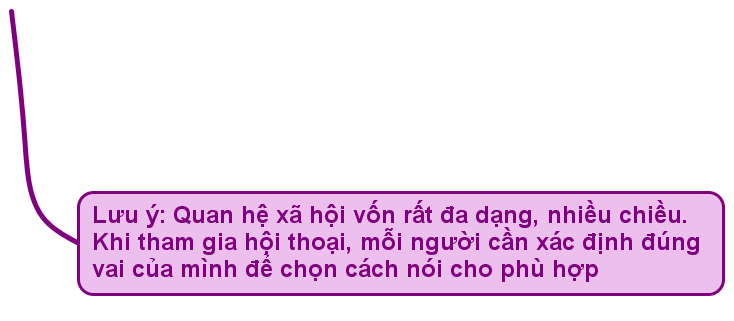 Lưu ý: Quan hệ xã hội vốn rất đa dạng, nhiều chiều.
Khi tham gia hội thoại, mỗi người cần xác định đúng
vai của mình để chọn cách nói cho phù hợp